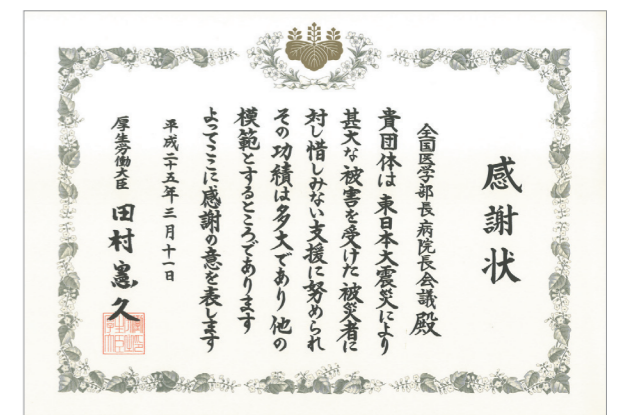 感謝状
全国医学部長病院長会議殿
貴団体は東日本大震災により
甚大な被害を受けた被災者に
対し惜しみない支援に努められ
その功績は多大であり他の
模範とするところであります
よってここに感謝の意を表します
平成二十五年三月十一日
厚生労働大臣 田村憲久